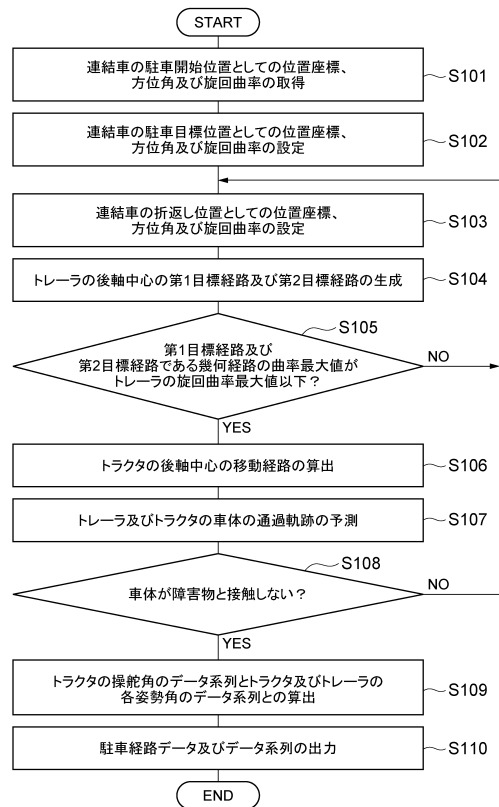 START
連結車の駐車開始位置としての位置座標、
方位角及び旋回曲率の取得
S101
連結車の駐車目標位置としての位置座標、
方位角及び旋回曲率の設定
S102
連結車の折返し位置としての位置座標、
方位角及び旋回曲率の設定
S103
トレーラの後軸中心の第1目標経路及び第2目標経路の生成
S104
S105
第1目標経路及び
第2目標経路である幾何経路の曲率最大値が
トレーラの旋回曲率最大値以下？
NO
YES
トラクタの後軸中心の移動経路の算出
S106
トレーラ及びトラクタの車体の通過軌跡の予測
S107
S108
車体が障害物と接触しない？
NO
YES
トラクタの操舵角のデータ系列とトラクタ及びトレーラの
各姿勢角のデータ系列との算出
S109
駐車経路データ及びデータ系列の出力
S110
END